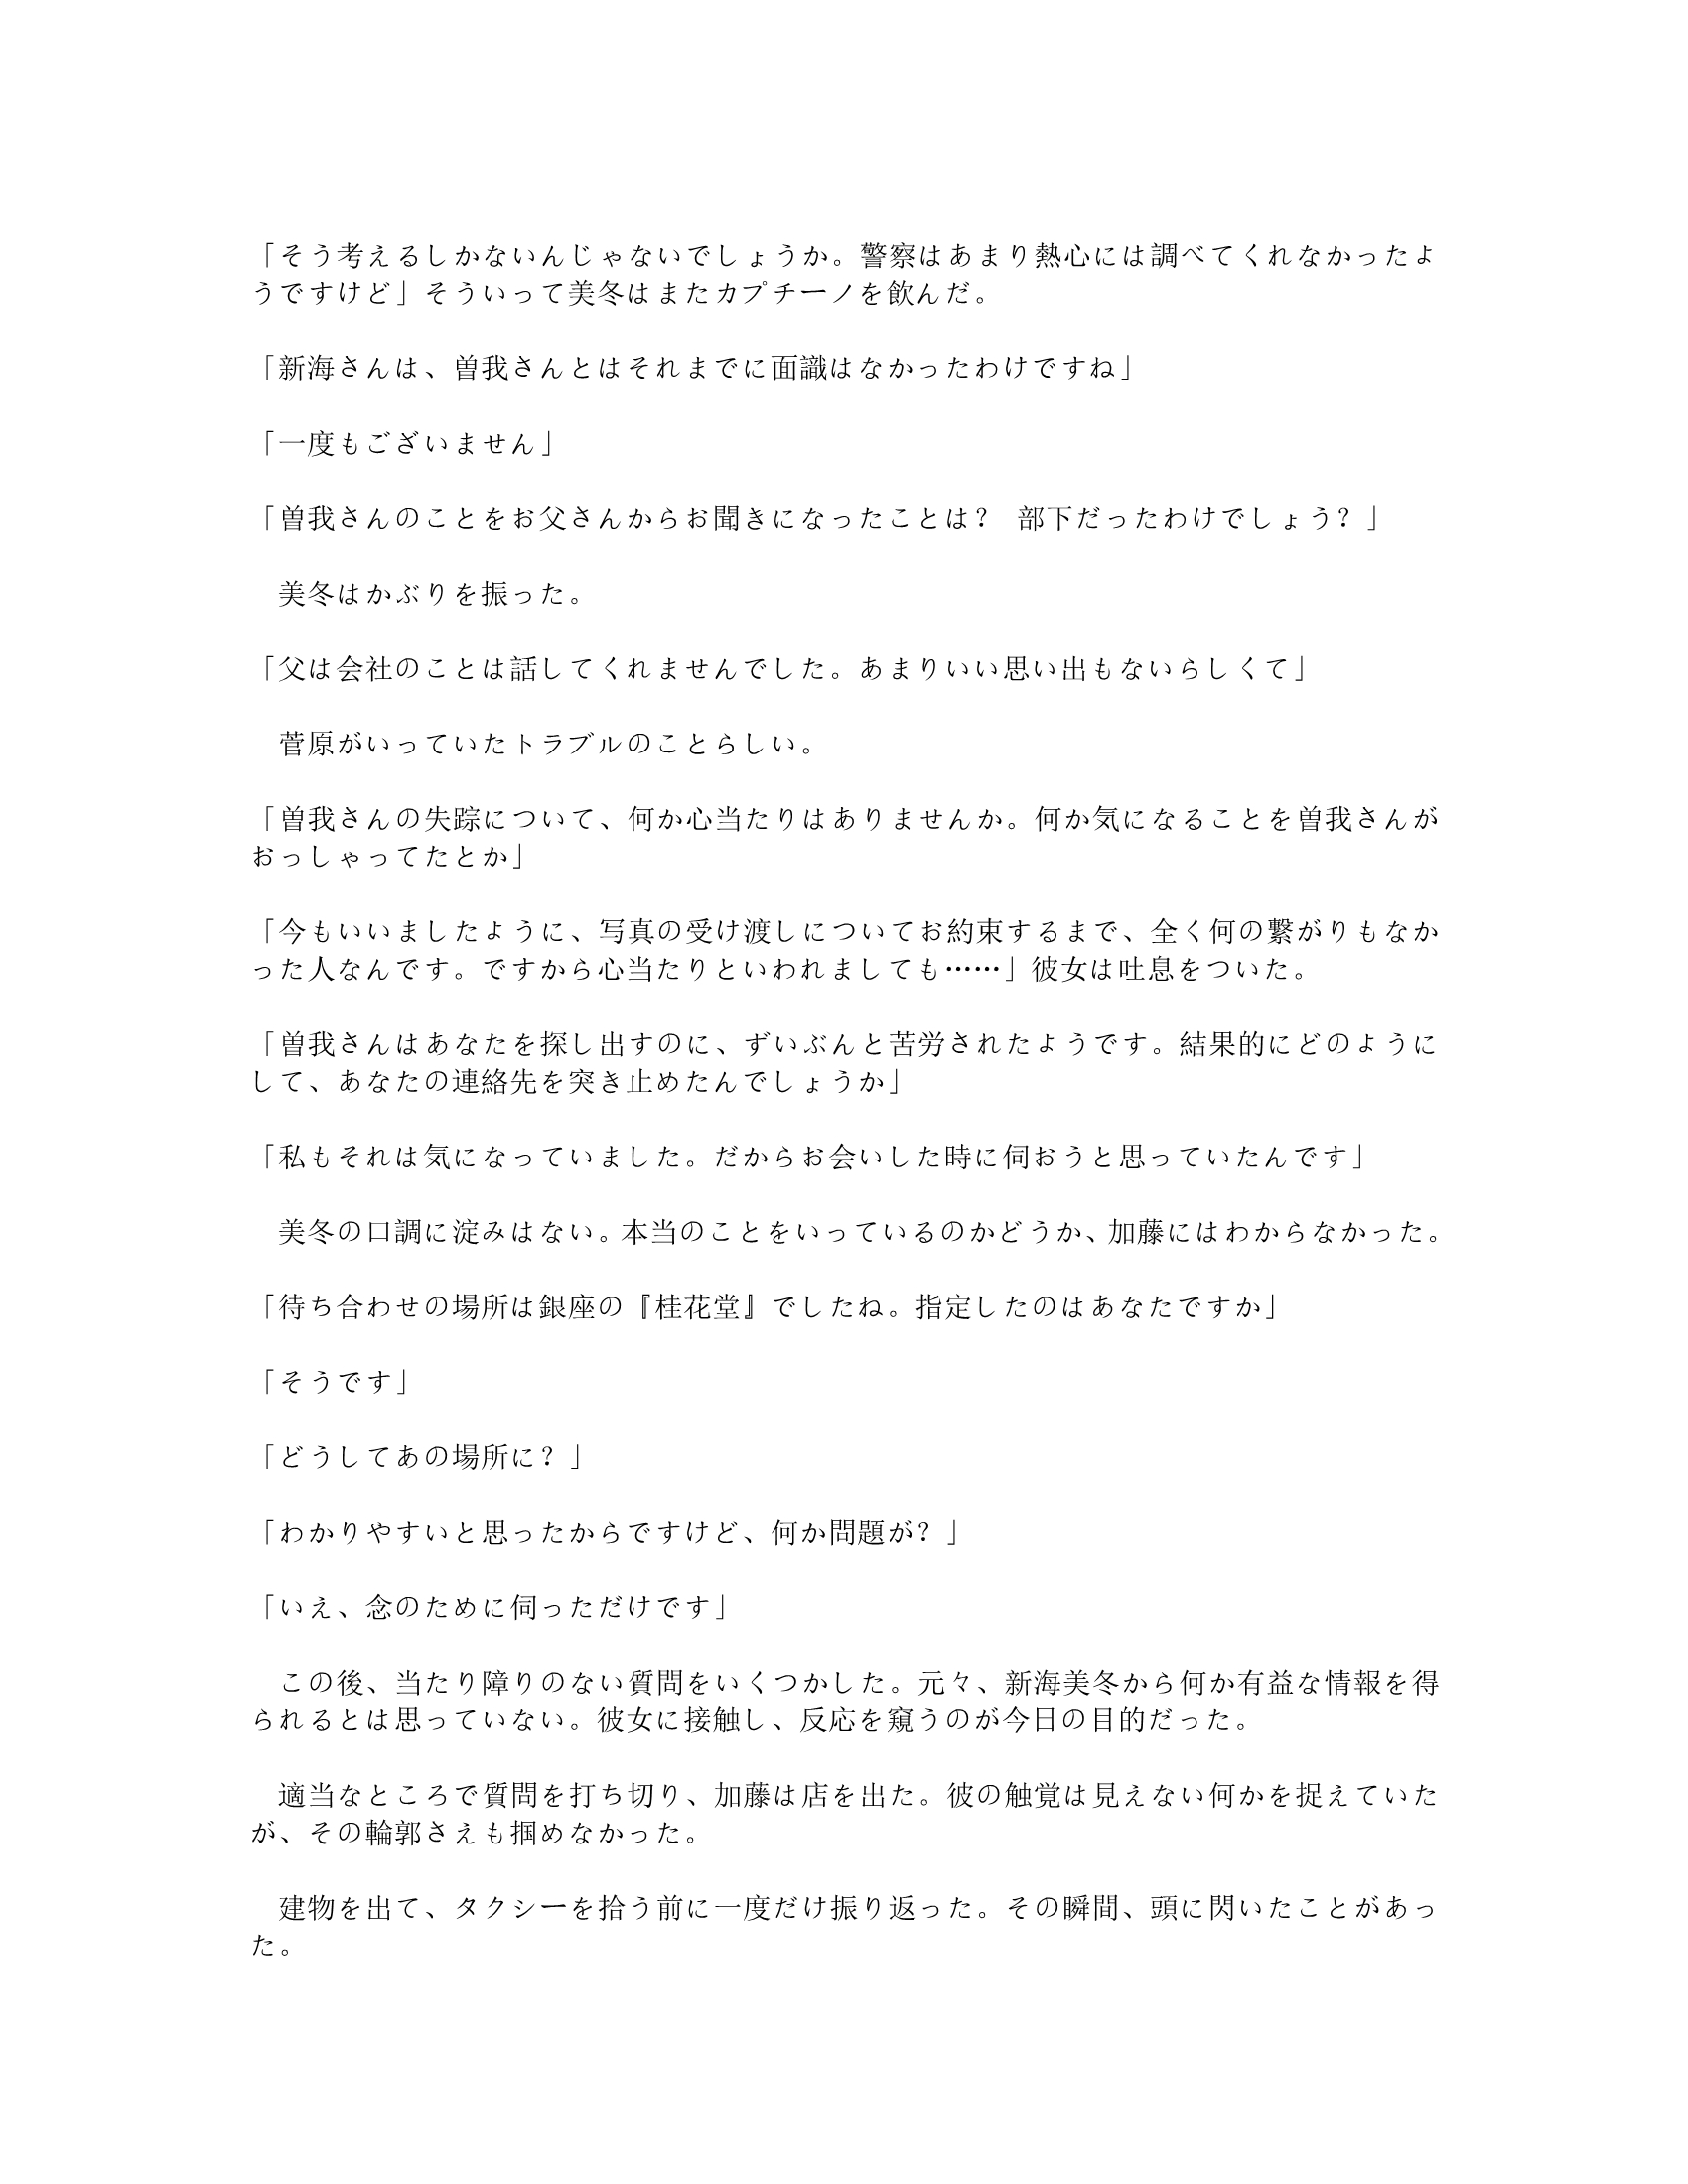 「そう考えるしかないんじゃないでしょうか。警察はあまり熱心には調べてくれなかったよ
うですけど」そういって美冬はまたカプチーノを飲んだ。
「新海さんは、曽我さんとはそれまでに面識はなかったわけですね」
「一度もございません」
「曽我さんのことをお父さんからお聞きになったことは？　部下だったわけでしょう？」
　美冬はかぶりを振った。
「父は会社のことは話してくれませんでした。あまりいい思い出もないらしくて」
　菅原がいっていたトラブルのことらしい。
「曽我さんの失踪について、何か心当たりはありませんか。何か気になることを曽我さんが
おっしゃってたとか」
「今もいいましたように、写真の受け渡しについてお約束するまで、全く何の繋がりもなか
った人なんです。ですから心当たりといわれましても……」彼女は吐息をついた。
「曽我さんはあなたを探し出すのに、ずいぶんと苦労されたようです。結果的にどのように
して、あなたの連絡先を突き止めたんでしょうか」
「私もそれは気になっていました。だからお会いした時に伺おうと思っていたんです」
　美冬の口調に淀みはない。本当のことをいっているのかどうか、加藤にはわからなかった。
「待ち合わせの場所は銀座の『桂花堂』でしたね。指定したのはあなたですか」
「そうです」
「どうしてあの場所に？」
「わかりやすいと思ったからですけど、何か問題が？」
「いえ、念のために伺っただけです」
　この後、当たり障りのない質問をいくつかした。元々、新海美冬から何か有益な情報を得
られるとは思っていない。彼女に接触し、反応を窺うのが今日の目的だった。
　適当なところで質問を打ち切り、加藤は店を出た。彼の触覚は見えない何かを捉えていた
が、その輪郭さえも掴めなかった。
　建物を出て、タクシーを拾う前に一度だけ振り返った。その瞬間、頭に閃いたことがあっ
た。